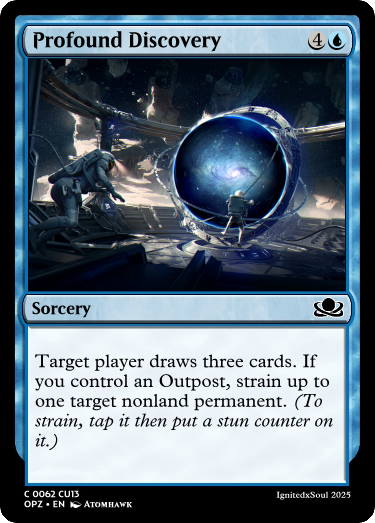 Profound Discovery 4
Sorcery
Target player draws three cards. If
you control an Outpost, strain up to
one target nonland permanent. (To
strain, tap it then put a stun counter on
it.)
C 0062 CU13
OPZ • EN Atomhawk
IgnitedxSoul 2025